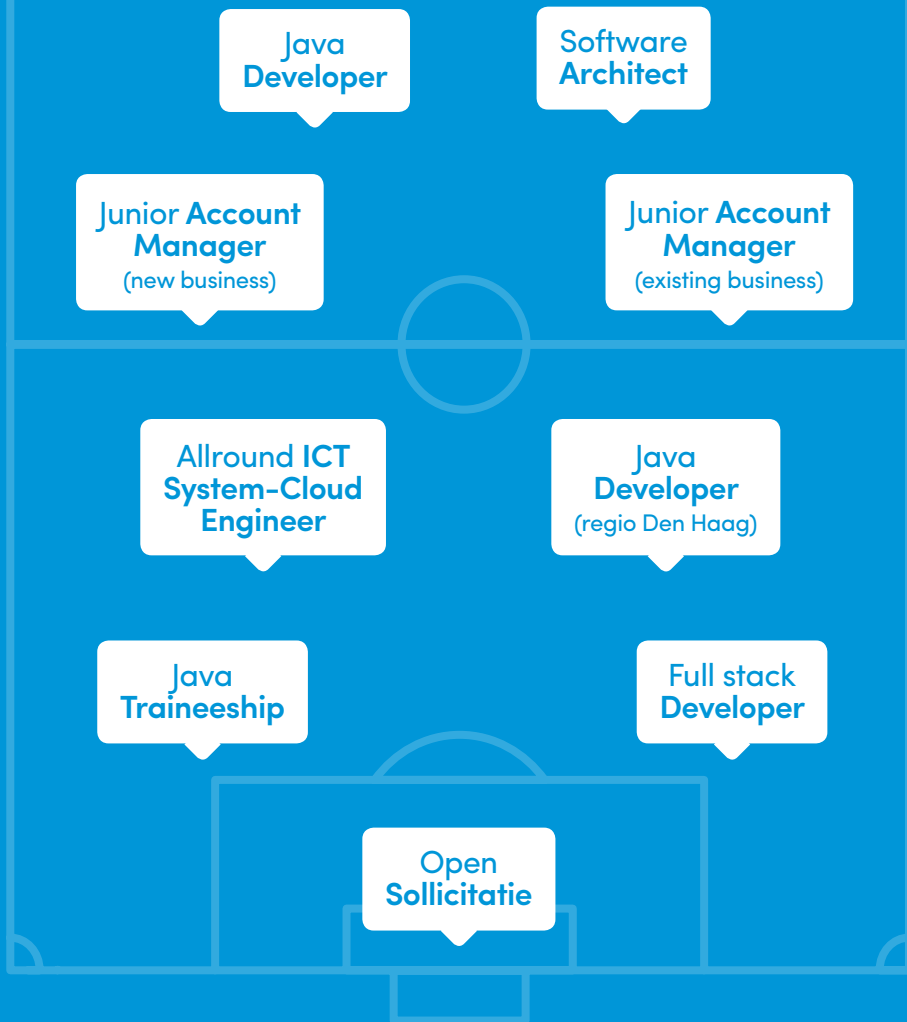 Java
Developer
Software
Architect
Junior Account
Manager
(new business)
Junior Account
Manager
(existing business)
Allround ICT
System-Cloud
Engineer
Java
Developer
(regio Den Haag)
Java
Traineeship
Full stack
Developer
Open
Sollicitatie